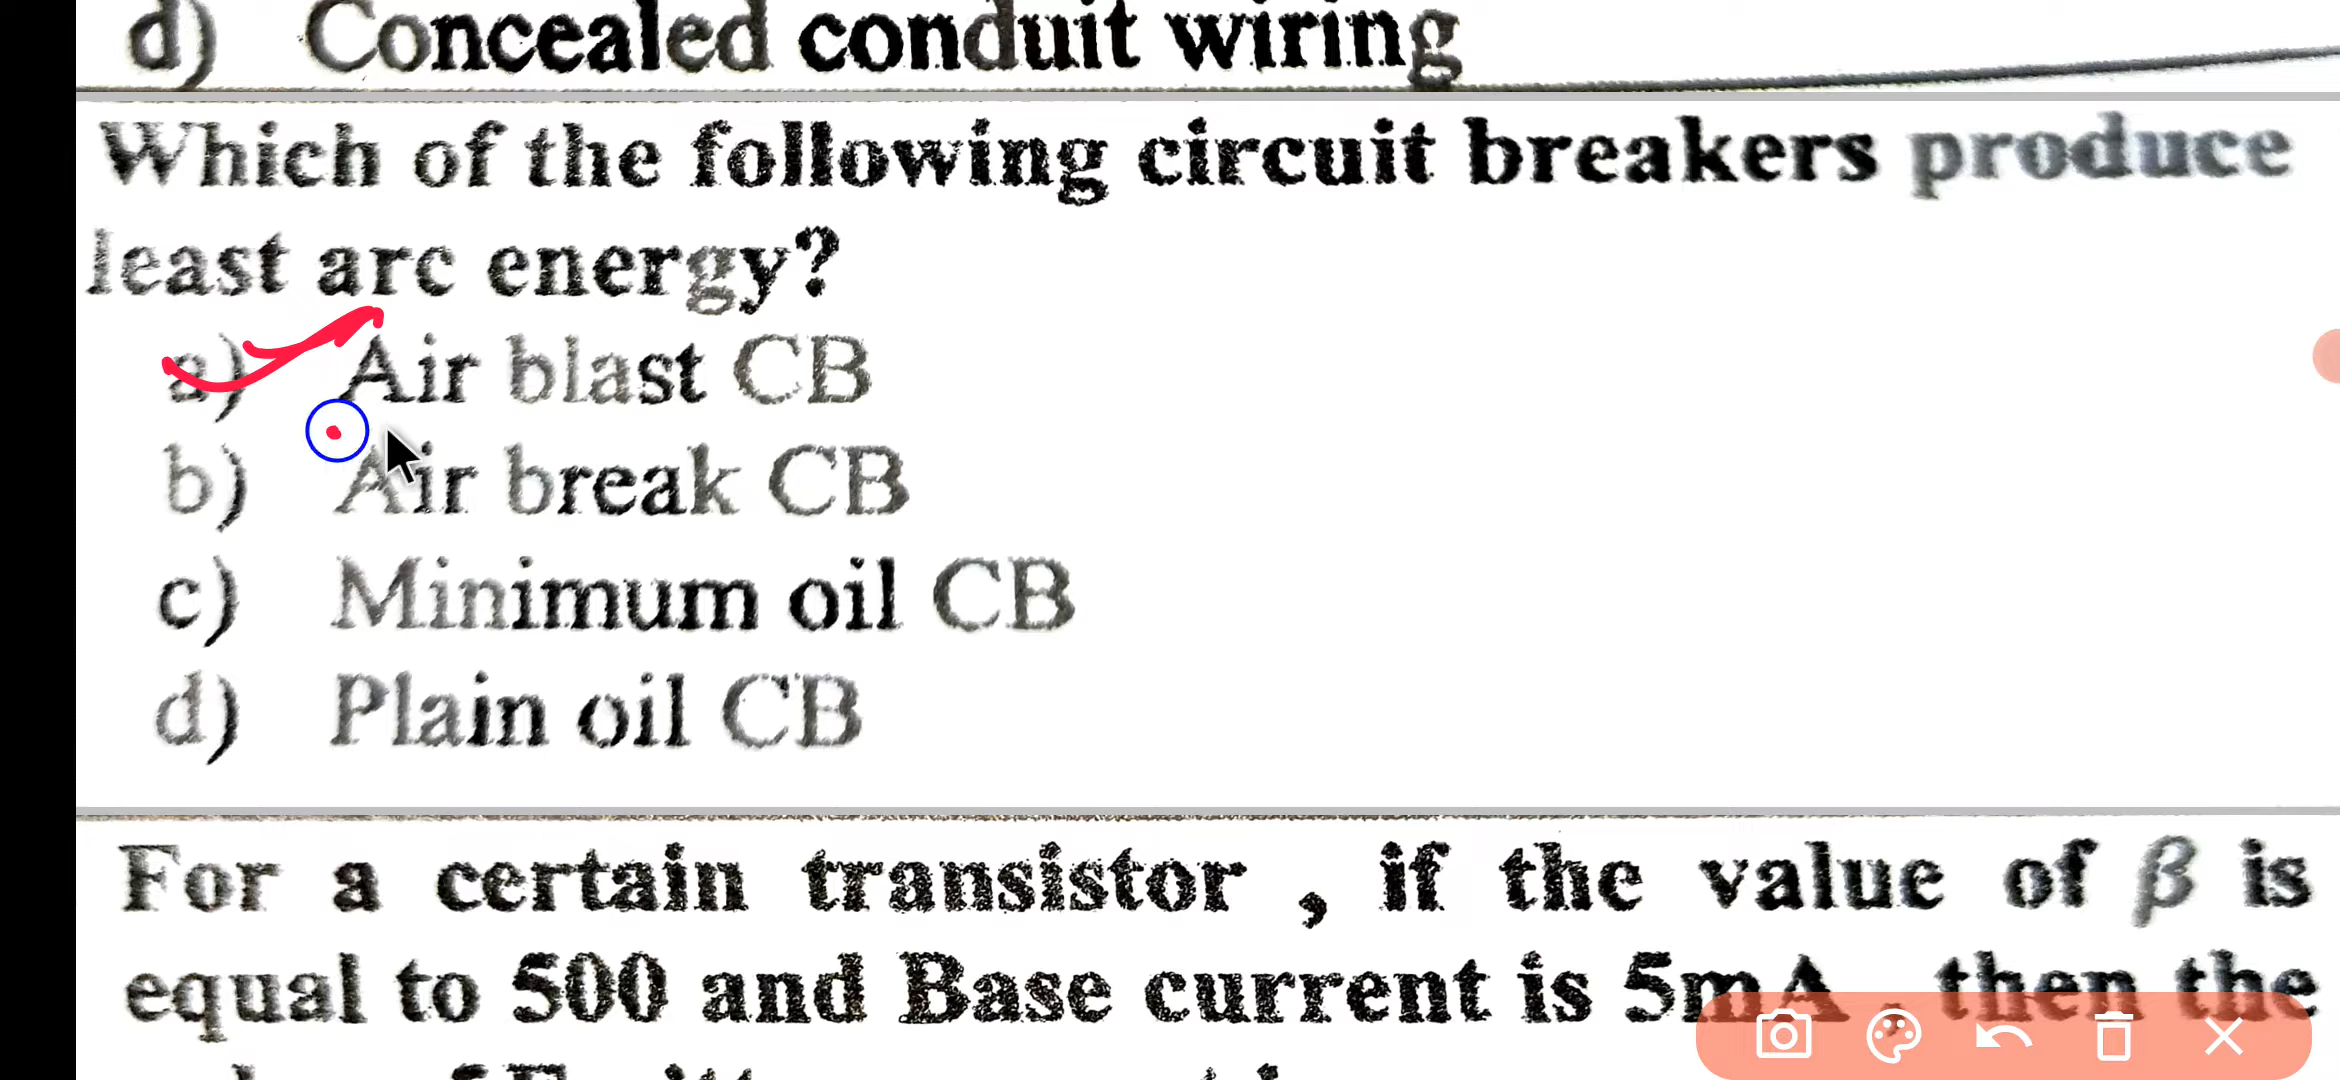 d) Concealed conduit wiring
Which of the following circuit breakers produce
least arc energy?
a) Air blast CB
b) Air break CB
c) Minimum oil CB
d) Plain oil CB
For a certain transistor , if the value of β is
equal to 500 and Base current is 5mA , then the